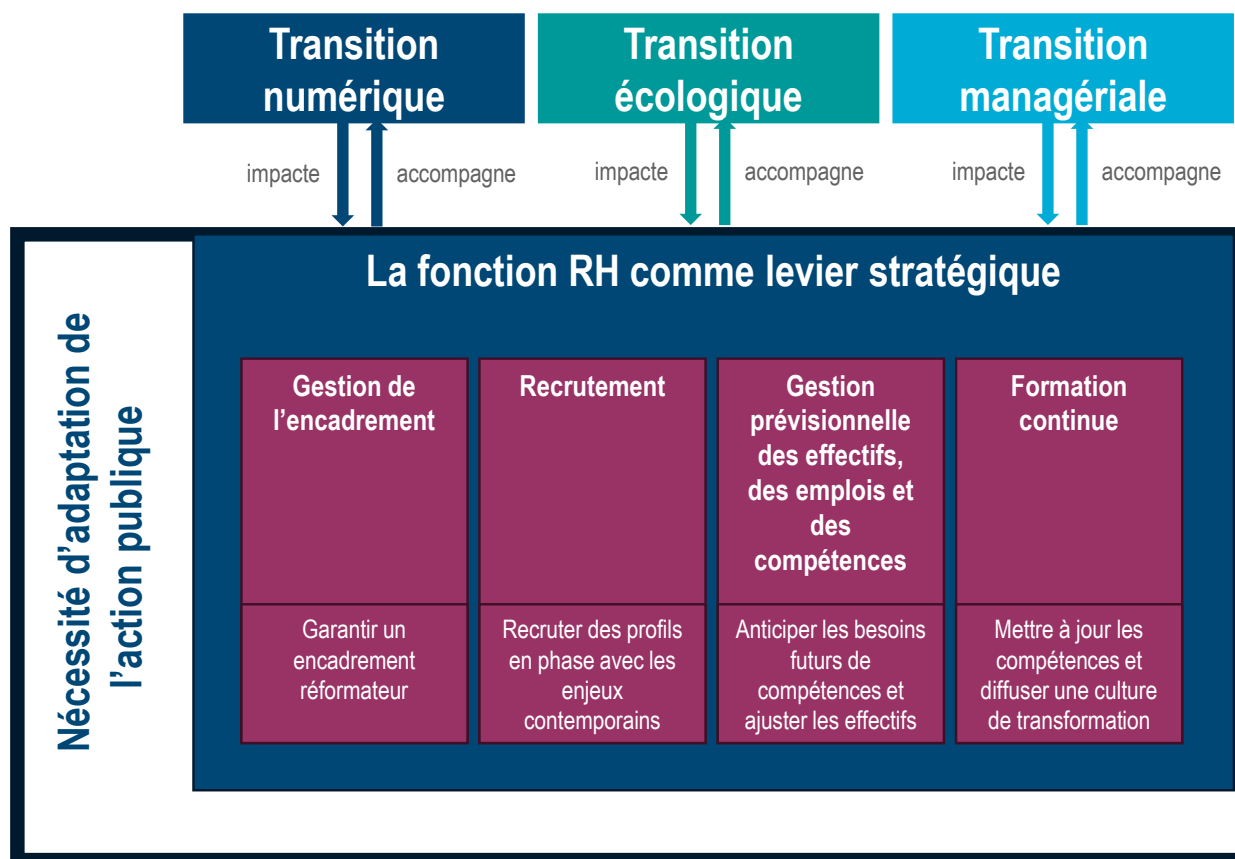 Transition
numérique
Transition
écologique
Transition
managériale
impacte
accompagne
impacte
accompagne
impacte
accompagne
Nécessité d'adaptation de
l'action publique
La fonction RH comme levier stratégique
Gestion de
l'encadrement
Garantir un
encadrement
réformateur
Recrutement
Recruter des profils
en phase avec les
enjeux
contemporains
Gestion
prévisionnelle
des effectifs,
des emplois et
des
compétences
Anticiper les besoins
futurs de
compétences et
ajuster les effectifs
Formation
continue
Mettre à jour les
compétences et
diffuser une culture
de transformation